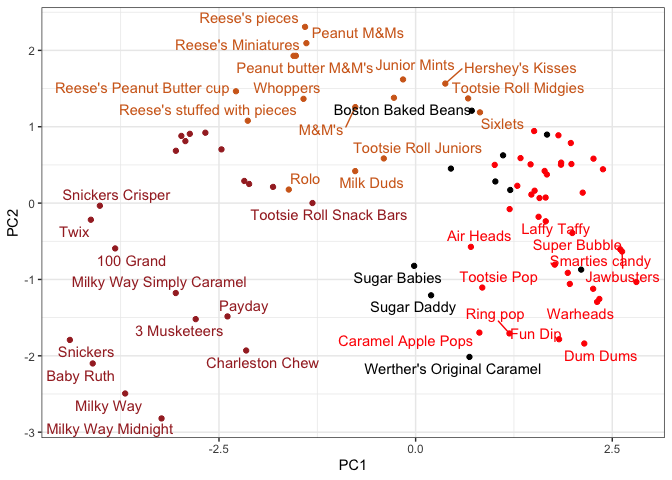 Reese's pieces
Peanut M&M's
Reese's Miniatures
Peanut butter M&M's
Junior Mints
Hershey's Kisses
Reese's Peanut Butter cup
Whoppers
Tootsie Roll Midgies
Reese's stuffed with pieces
Boston Baked Beans
M&M's
Sixlets
Tootsie Roll Juniors
Rolo
Milk Duds
Snickers Crisper
Tootsie Roll Snack Bars
Twix
Laffy Taffy
Air Heads
Super Bubble
100 Grand
Smarties candy
Milky Way Simply Caramel
Sugar Babies
Tootsie Pop
Jawbusters
Payday
Sugar Daddy
Ring pop
Warheads
3 Musketeers
Caramel Apple Pops
Fun Dip
Snickers
Charleston Chew
Dum Dums
Baby Ruth
Werther's Original Caramel
Milky Way
Milky Way Midnight
2
1
0
-1
-2
-3
PC2
-2.5
0.0
2.5
PC1